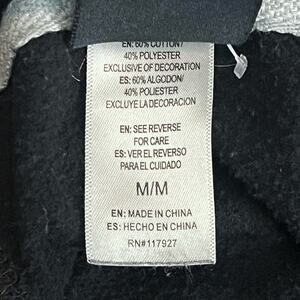 EN: 60% COTTON/
40% POLYESTER
EXCLUSIVE OF DECORATION
ES: 60% ALGODON/
40% POLIESTER
EXCLUYE LA DECORACION
EN: SEE REVERSE
FOR CARE
ES: VER EL REVERSO
PARA EL CUIDADO
M/M
EN: MADE IN CHINA
ES: HECHO EN CHINA
RN#117927